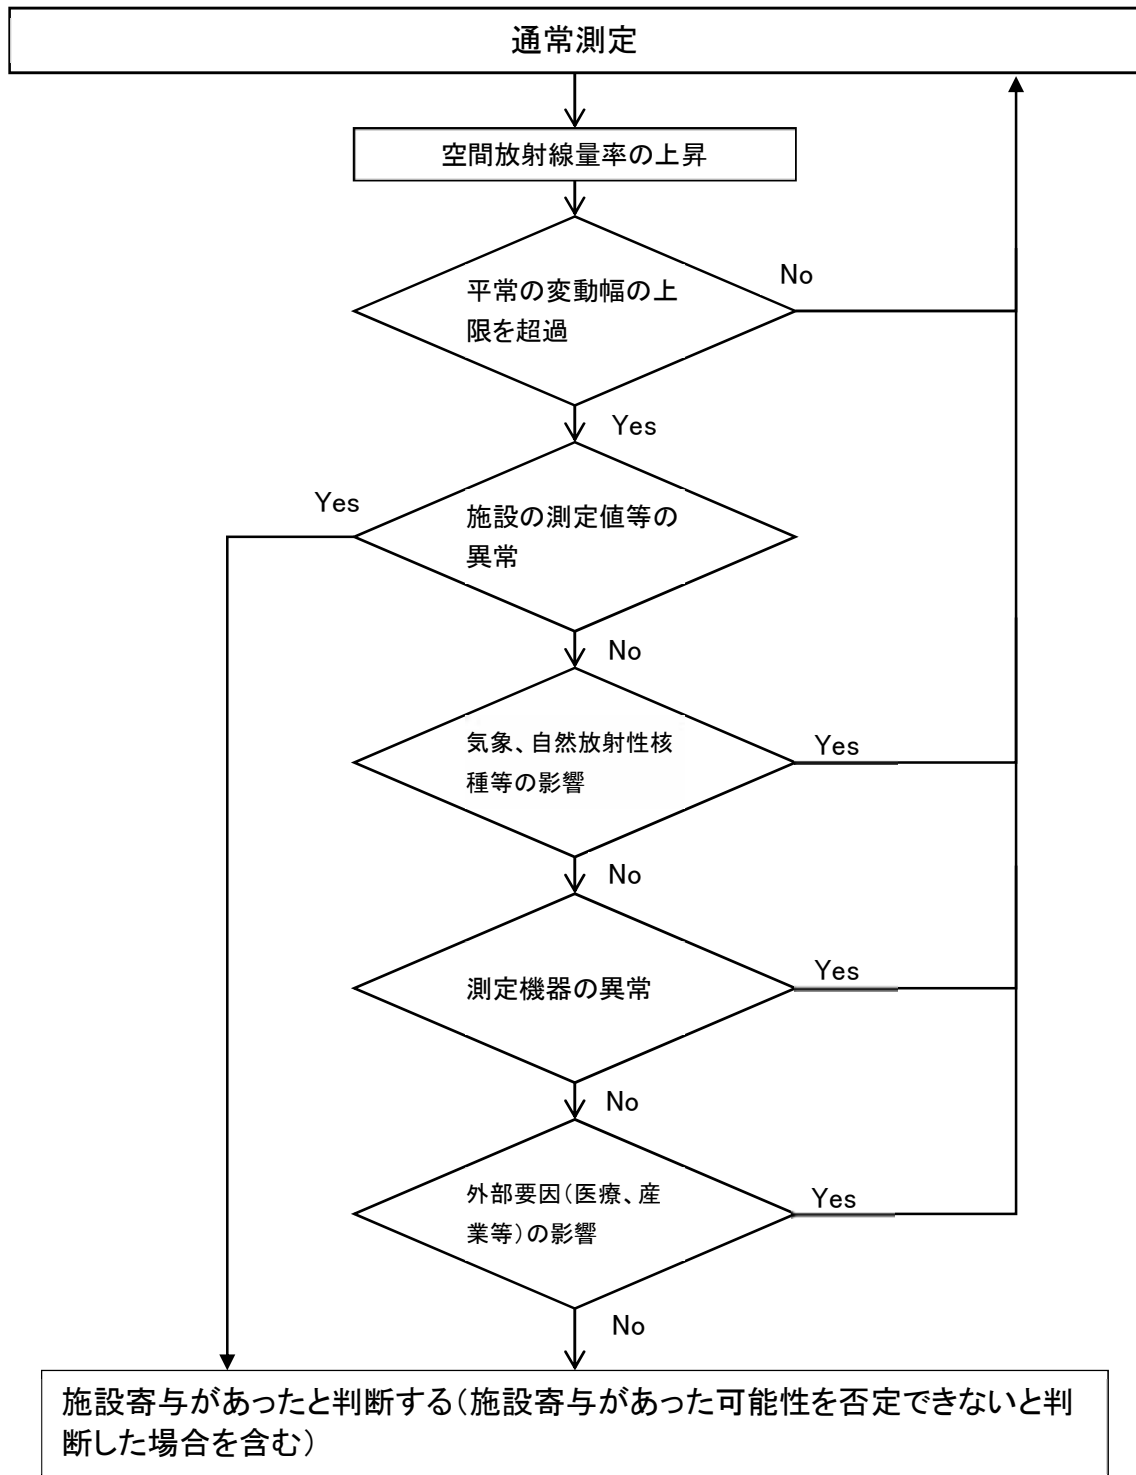 通常測定
空間放射線量率の上昇
No
平常の変動幅の上
限を超過
Yes
Yes
施設の測定値等の
異常
No
気象、自然放射性核
種等の影響
Yes
No
測定機器の異常
Yes
No
外部要因(医療、産
業等)の影響
Yes
No
施設寄与があったと判断する(施設寄与があった可能性を否定できないと判
断した場合を含む)